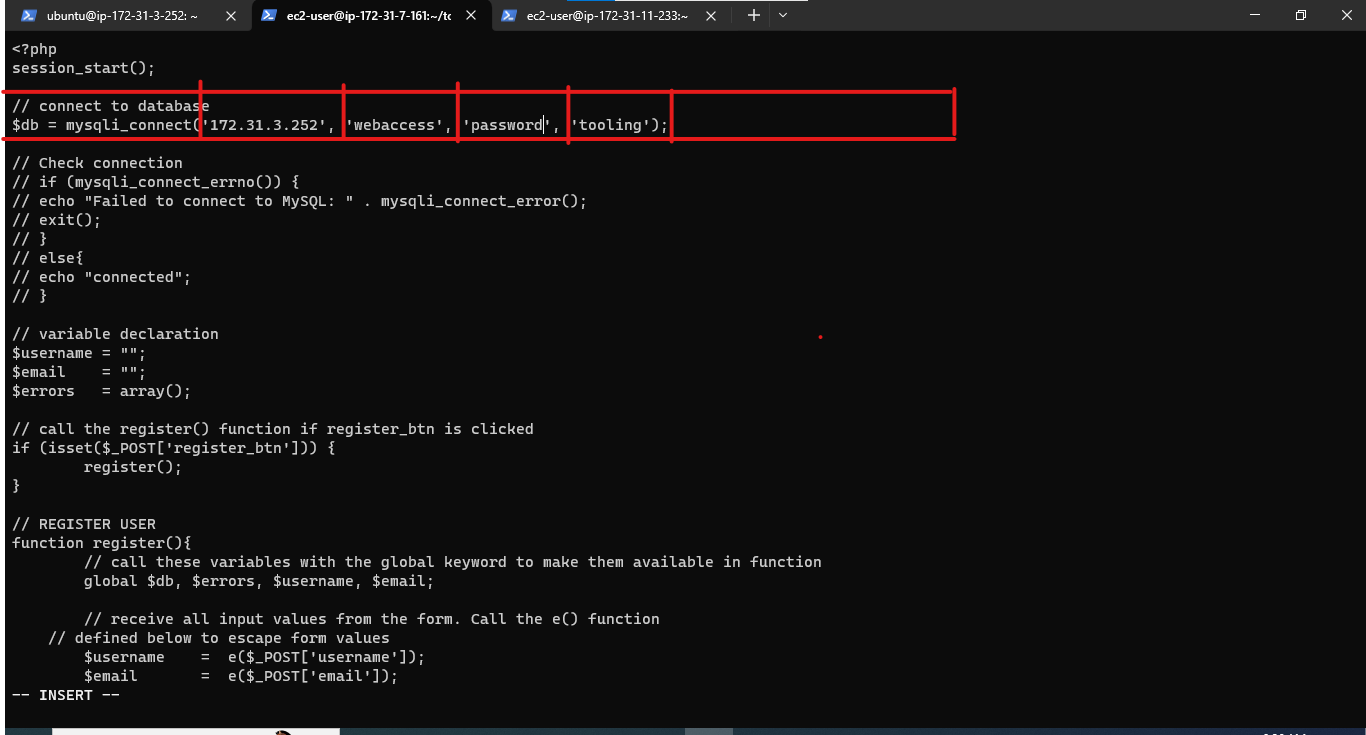 ubuntu@ip-172-31-3-252: ~
ec2-user@ip-172-31-7-161:~/tc
ec2-user@ip-172-31-11-233:~
<?php
session_start();
// connect to database
$db = mysqli_connect('172.31.3.252', 'webaccess', 'password', 'tooling');
// Check connection
// if (mysqli_connect_errno()) {
// echo "Failed to connect to MySQL: " . mysqli_connect_error();
// exit();
// }
// else{
// echo "connected";
// }
// variable declaration
$username = "";
$email    = "";
$errors   = array();
// call the register() function if register_btn is clicked
if (isset($_POST['register_btn'])) {
        register();
}
// REGISTER USER
function register(){
        // call these variables with the global keyword to make them available in function
        global $db, $errors, $username, $email;
        // receive all input values from the form. Call the e() function
    // defined below to escape form values
        $username    =  e($_POST['username']);
        $email       =  e($_POST['email']);
-- INSERT --